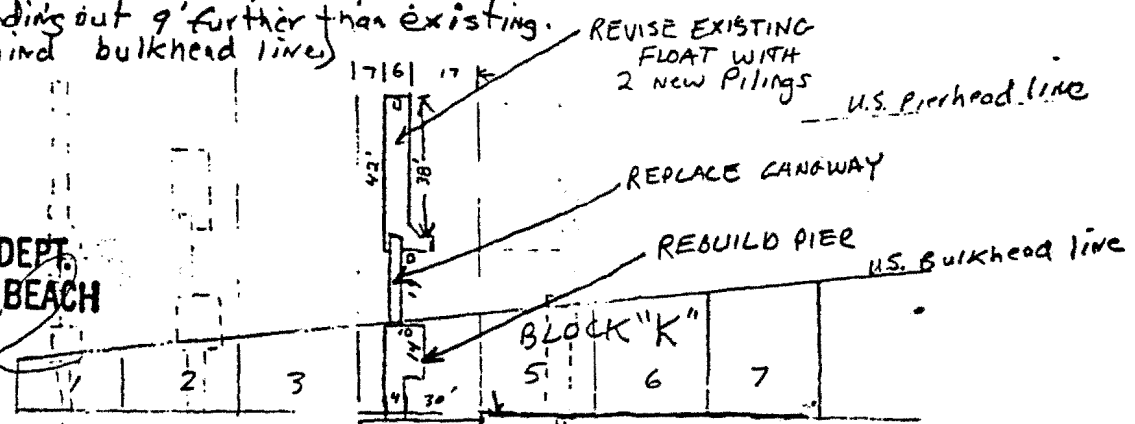 ding out 9' further than existing.
ind bulkhead line)
REVISE EXISTING
FLOAT WITH
2 NEW Pilings
U.S. Pierhead line
7 6 17
42'
38'
REPLACE GANGWAY
REBUILD PIER
U.S. Bulkhead line
DEPT.
BEACH
BLOCK "K"
10
14'
1 2 3 5 6 7
4 30'